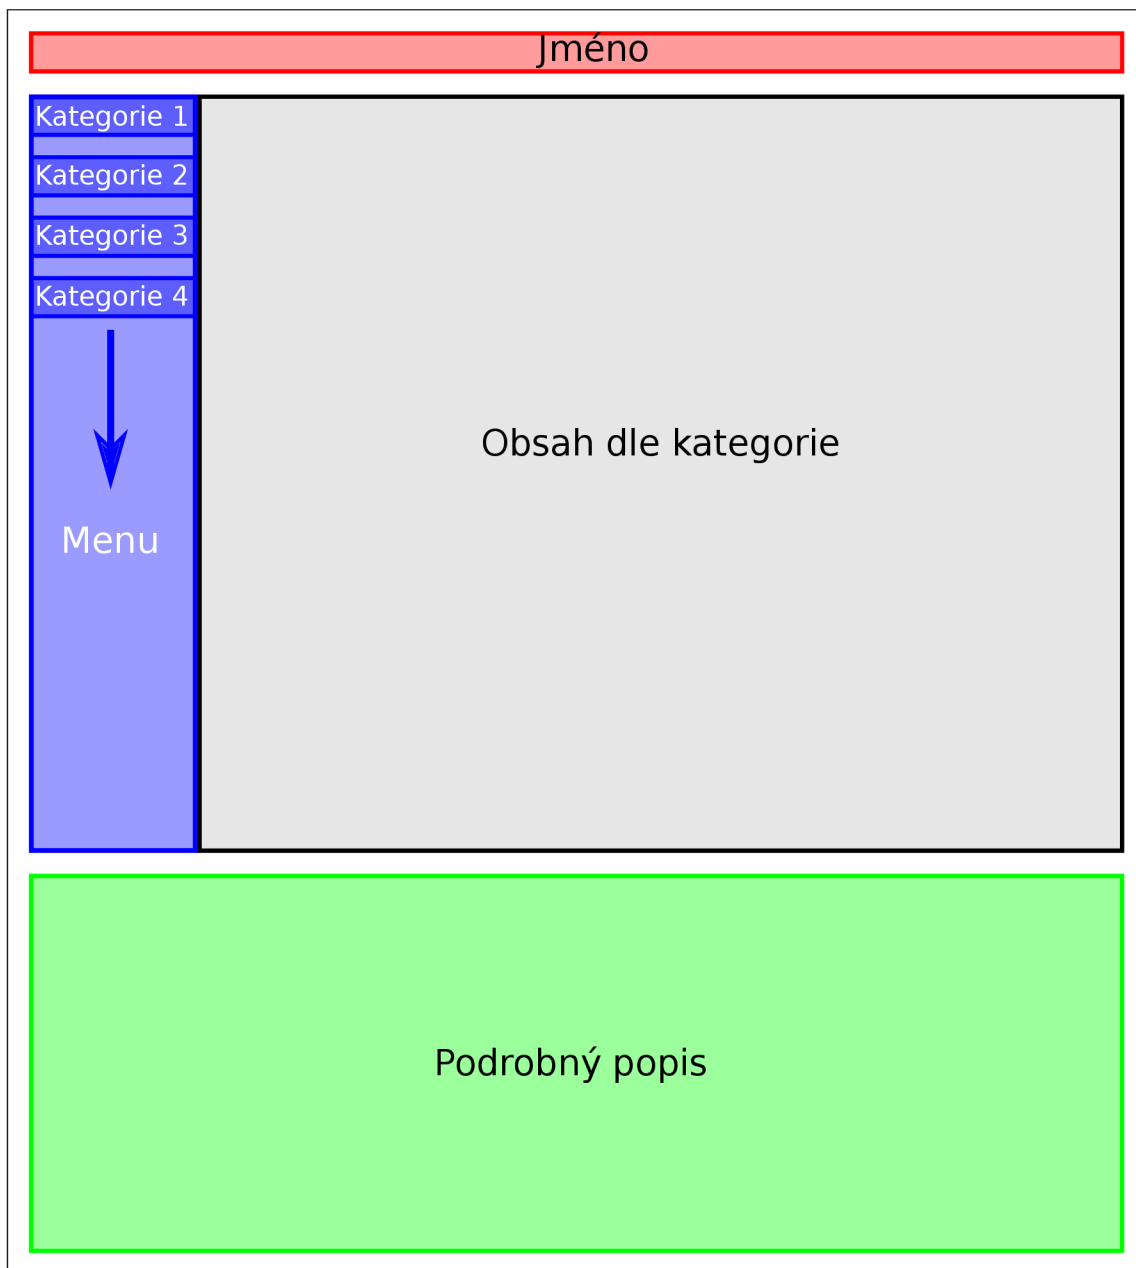 Jméno
Kategorie 1
Kategorie 2
Kategorie 3
Kategorie 4
Menu
Obsah dle kategorie
Podrobný popis